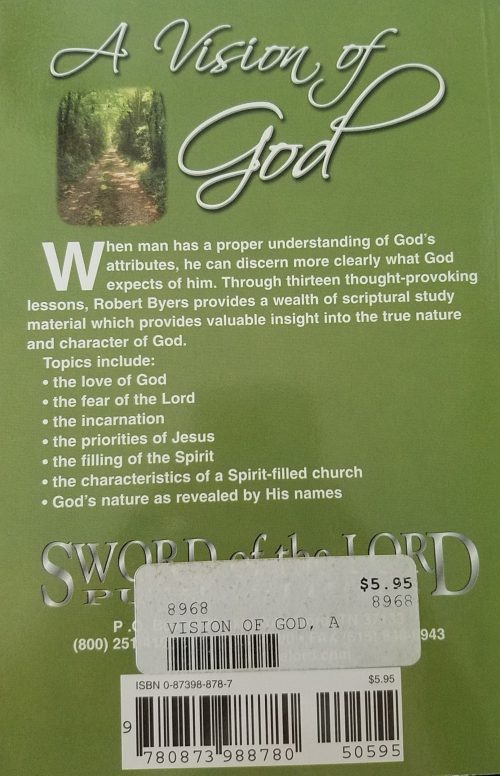 A Vision of
God
When man has a proper understanding of God's
attributes, he can discern more clearly what God
expects of him. Through thirteen thought-provoking
lessons, Robert Byers provides a wealth of scriptural study
material which provides valuable insight into the true nature
and character of God.
Topics include:
• the love of God
• the fear of the Lord
• the incarnation
• the priorities of Jesus
• the filling of the Spirit
• the characteristics of a Spirit-filled church
• God's nature as revealed by His names
SWORD of the LORD
$5.95
8968 8968
VISION OF GOD, A
P.O.
(800) 251
ISBN 0-87398-878-7 $5.95
9 780873 988780 50595